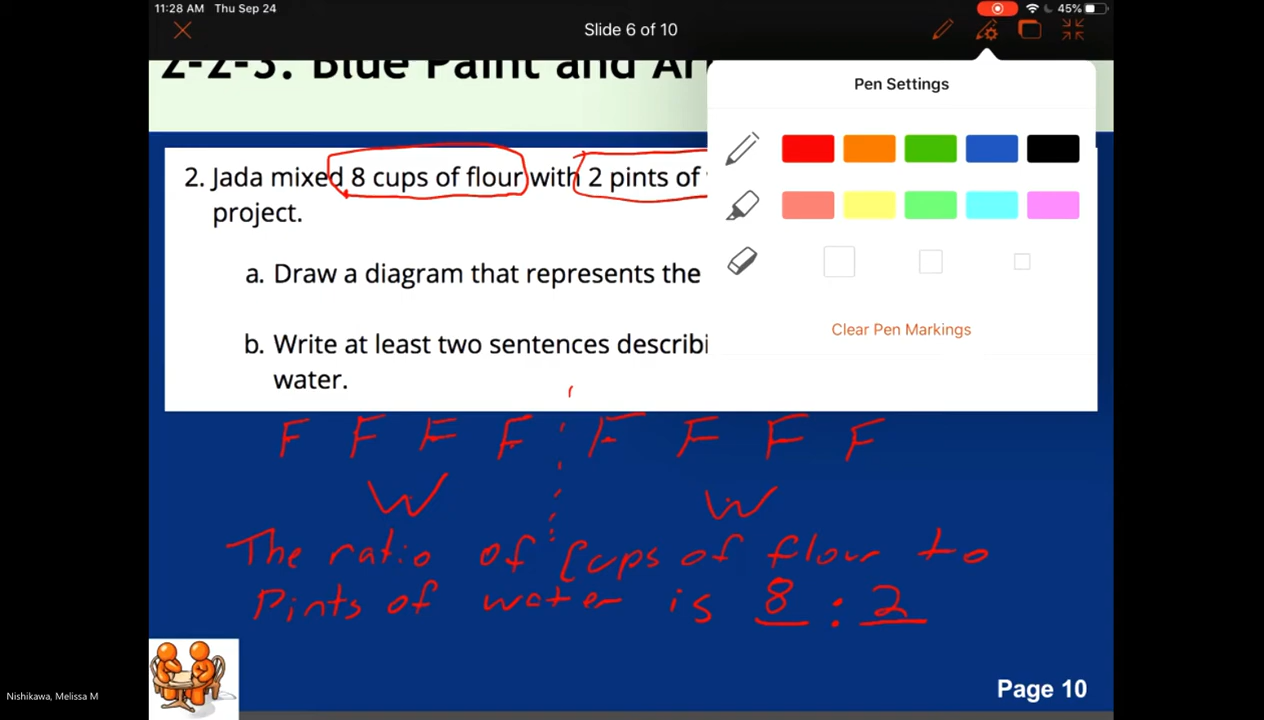 11:28 AM Thu Sep 24
45%
Slide 6 of 10
2-2-3: Blue Paint and Ar
Pen Settings
2. Jada mixed 8 cups of flour with 2 pints of
project.
a. Draw a diagram that represents the
b. Write at least two sentences describi
water.
Clear Pen Markings
F F F F F F F F
W W
The ratio of cups of flour to
Pints of water is 8 : 2
Nishikawa, Melissa M
Page 10